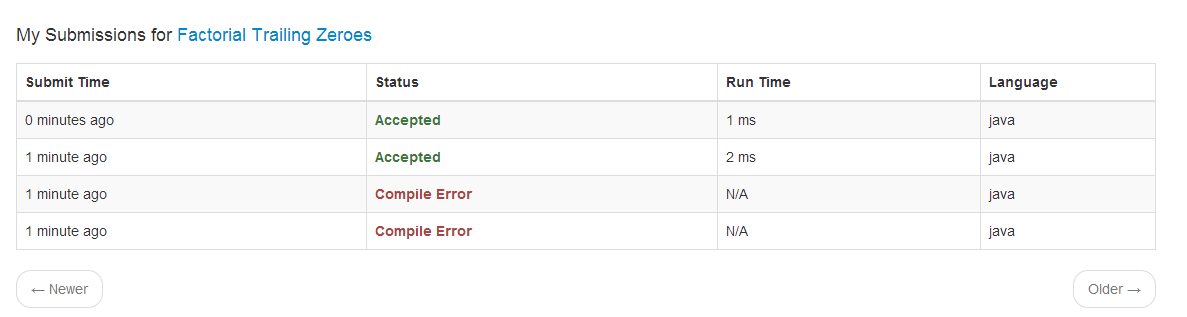 My Submissions for Factorial Trailing Zeroes
Submit Time Status Run Time Language
0 minutes ago Accepted 1 ms java
1 minute ago Accepted 2 ms java
1 minute ago Compile Error N/A java
1 minute ago Compile Error N/A java
← Newer Older →